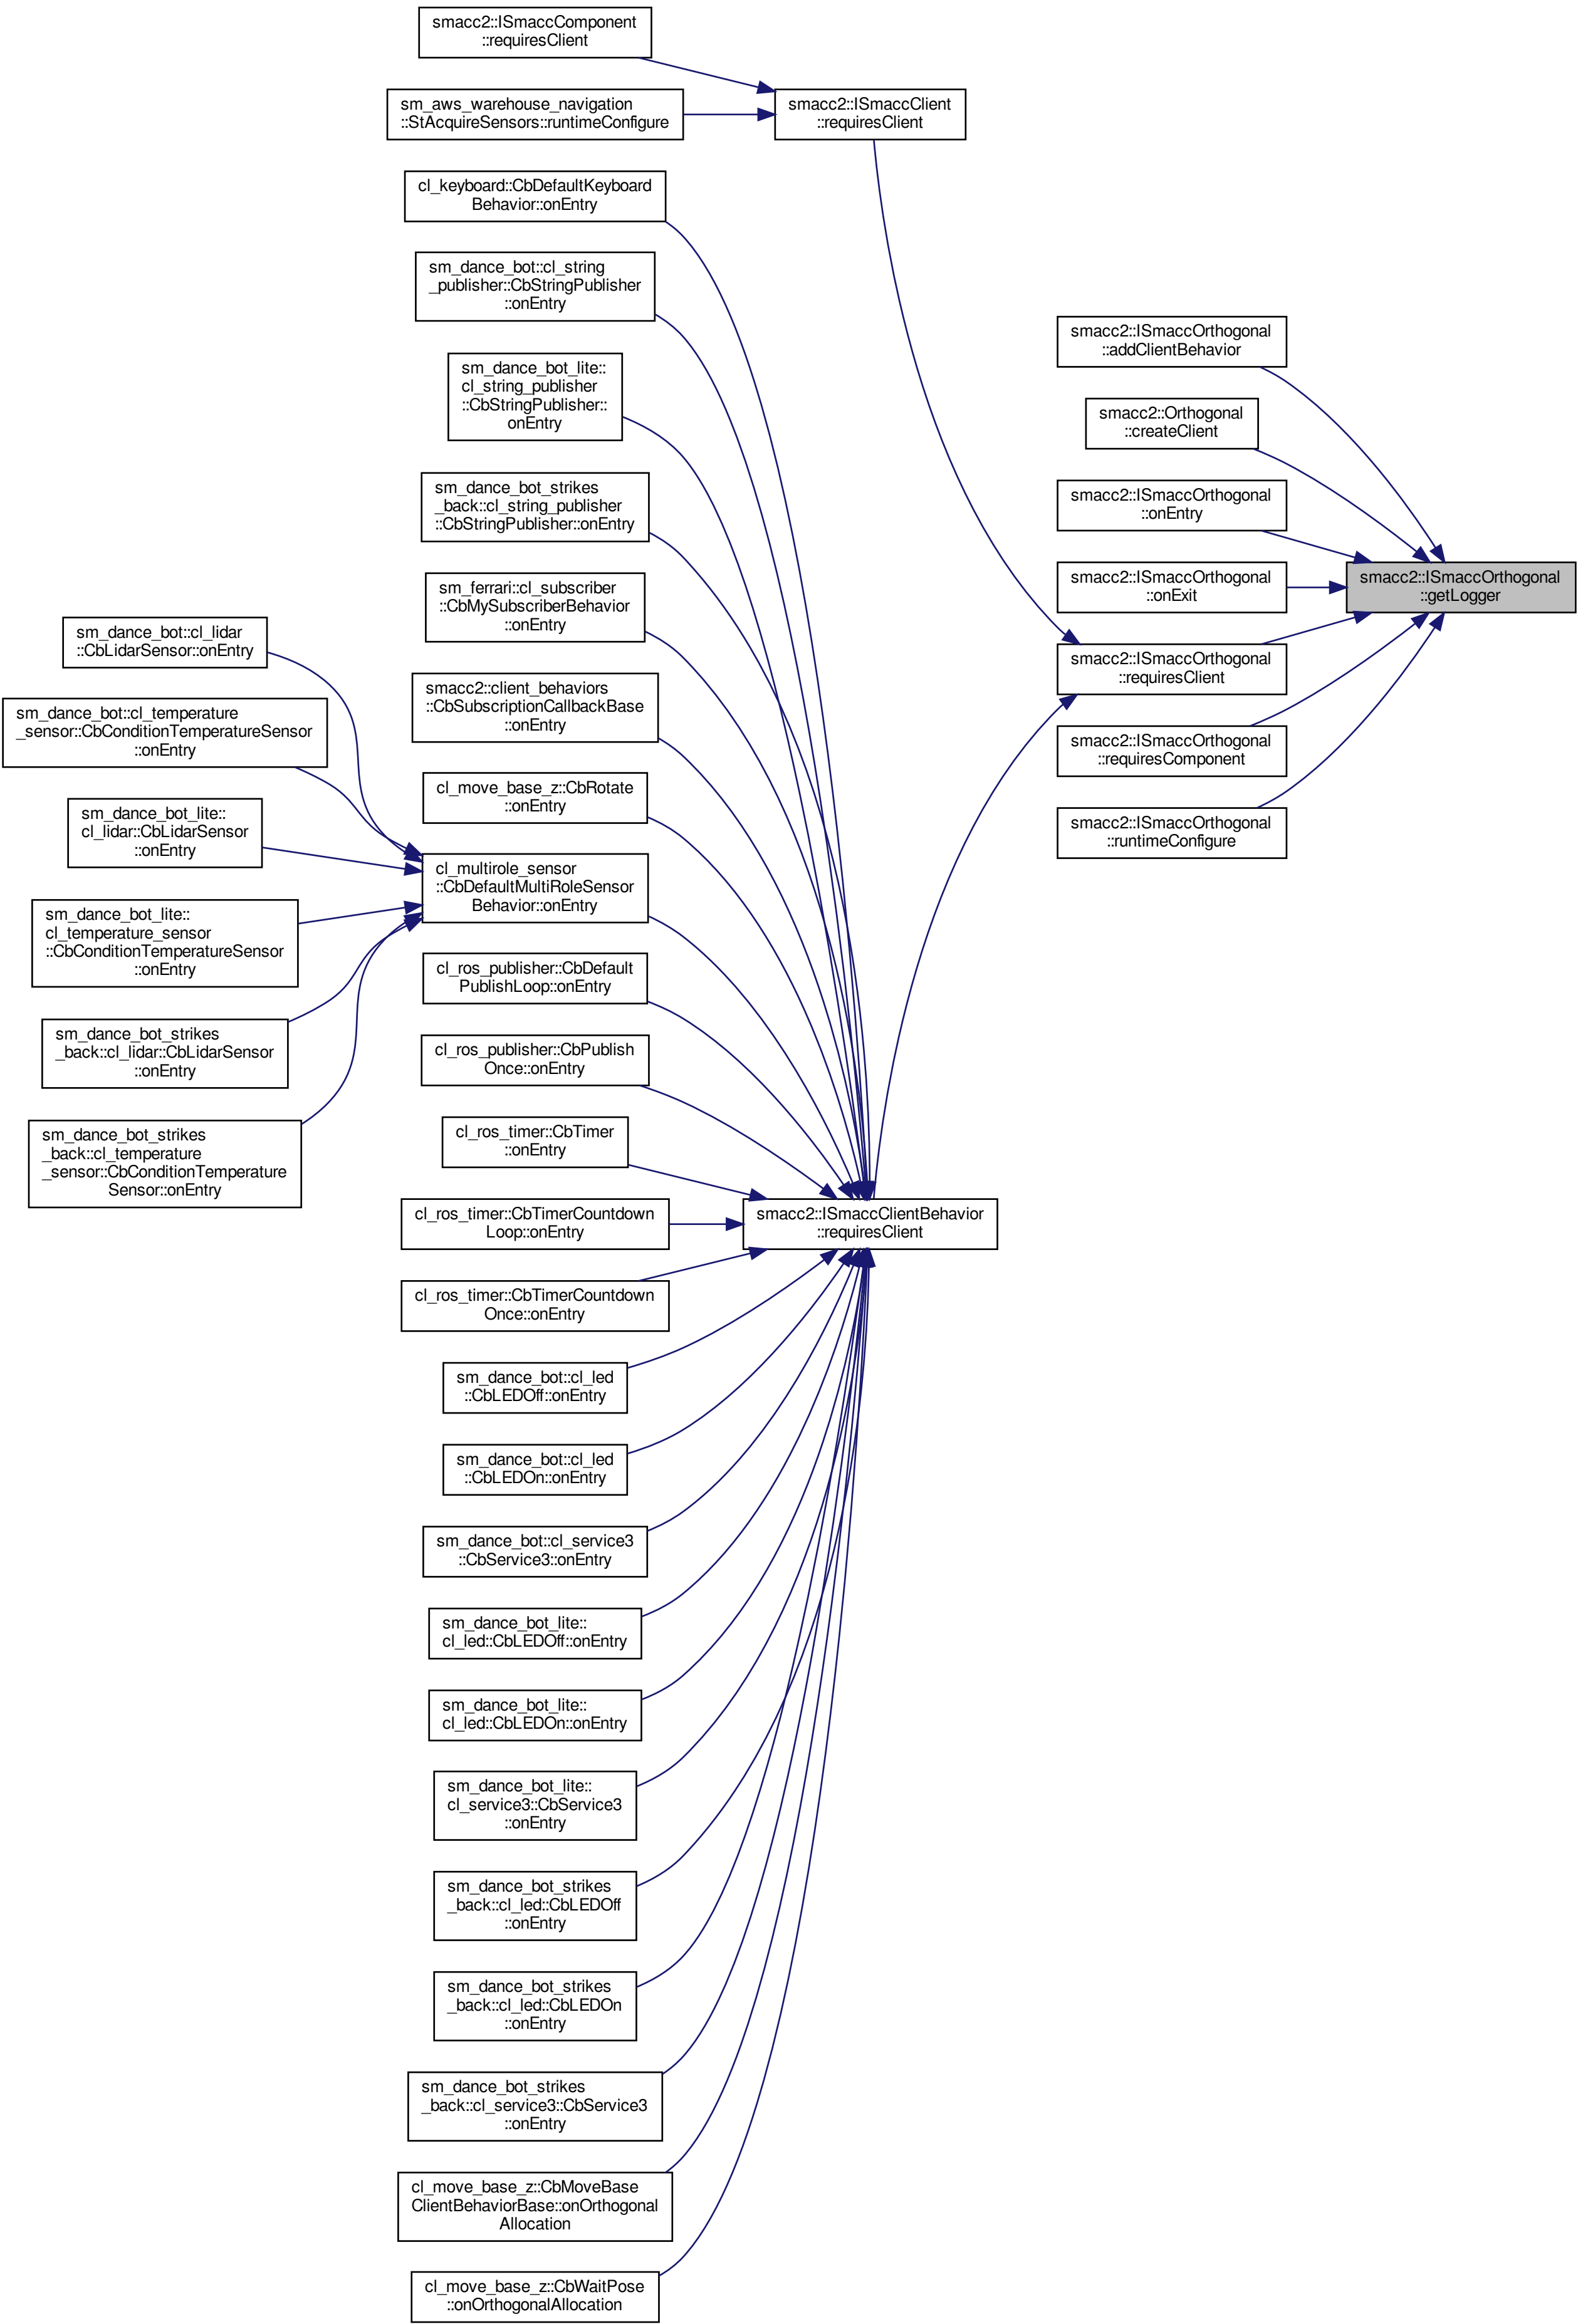 smacc2::ISmaccComponent
::requiresClient
sm_aws_warehouse_navigation
::StAcquireSensors::runtimeConfigure
smacc2::ISmaccClient
::requiresClient
cl_keyboard::CbDefaultKeyboard
Behavior::onEntry
sm_dance_bot::cl_string
_publisher::CbStringPublisher
::onEntry
sm_dance_bot_lite::
cl_string_publisher
::CbStringPublisher::
onEntry
sm_dance_bot_strikes
_back::cl_string_publisher
::CbStringPublisher::onEntry
sm_ferrari::cl_subscriber
::CbMySubscriberBehavior
::onEntry
smacc2::client_behaviors
::CbSubscriptionCallbackBase
::onEntry
cl_move_base_z::CbRotate
::onEntry
cl_multirole_sensor
::CbDefaultMultiRoleSensor
Behavior::onEntry
cl_ros_publisher::CbDefault
PublishLoop::onEntry
cl_ros_publisher::CbPublish
Once::onEntry
cl_ros_timer::CbTimer
::onEntry
cl_ros_timer::CbTimerCountdown
Loop::onEntry
cl_ros_timer::CbTimerCountdown
Once::onEntry
sm_dance_bot::cl_led
::CbLEDOff::onEntry
sm_dance_bot::cl_led
::CbLEDOn::onEntry
sm_dance_bot::cl_service3
::CbService3::onEntry
sm_dance_bot_lite::
cl_led::CbLEDOff::onEntry
sm_dance_bot_lite::
cl_led::CbLEDOn::onEntry
sm_dance_bot_lite::
cl_service3::CbService3
::onEntry
sm_dance_bot_strikes
_back::cl_led::CbLEDOff
::onEntry
sm_dance_bot_strikes
_back::cl_led::CbLEDOn
::onEntry
sm_dance_bot_strikes
_back::cl_service3::CbService3
::onEntry
cl_move_base_z::CbMoveBase
ClientBehaviorBase::onOrthogonal
Allocation
cl_move_base_z::CbWaitPose
::onOrthogonalAllocation
sm_dance_bot::cl_lidar
::CbLidarSensor::onEntry
sm_dance_bot::cl_temperature
_sensor::CbConditionTemperatureSensor
::onEntry
sm_dance_bot_lite::
cl_lidar::CbLidarSensor
::onEntry
sm_dance_bot_lite::
cl_temperature_sensor
::CbConditionTemperatureSensor
::onEntry
sm_dance_bot_strikes
_back::cl_lidar::CbLidarSensor
::onEntry
sm_dance_bot_strikes
_back::cl_temperature
_sensor::CbConditionTemperature
Sensor::onEntry
smacc2::ISmaccClientBehavior
::requiresClient
smacc2::ISmaccOrthogonal
::addClientBehavior
smacc2::Orthogonal
::createClient
smacc2::ISmaccOrthogonal
::onEntry
smacc2::ISmaccOrthogonal
::onExit
smacc2::ISmaccOrthogonal
::requiresClient
smacc2::ISmaccOrthogonal
::requiresComponent
smacc2::ISmaccOrthogonal
::runtimeConfigure
smacc2::ISmaccOrthogonal
::getLogger